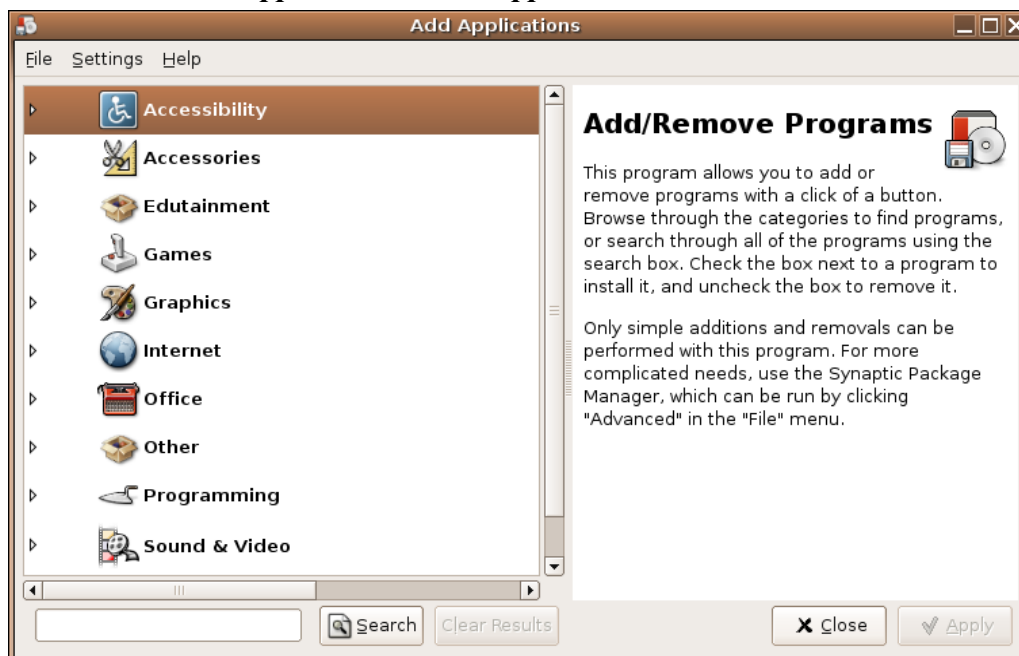 Add Applications
File Settings Help
Accessibility
Accessories
Edutainment
Games
Graphics
Internet
Office
Other
Programming
Sound & Video
Search Clear Results
Add/Remove Programs
This program allows you to add or
remove programs with a click of a button.
Browse through the categories to find programs,
or search through all of the programs using the
search box. Check the box next to a program to
install it, and uncheck the box to remove it.
Only simple additions and removals can be
performed with this program. For more
complicated needs, use the Synaptic Package
Manager, which can be run by clicking
"Advanced" in the "File" menu.
Close Apply